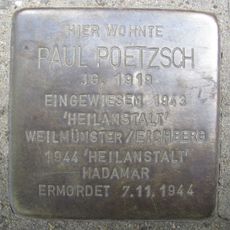 HIER WOHNTE
PAUL POETZSCH
JG. 1919
EINGEWIESEN 1943
'HEILANSTALT'
WEILMÜNSTER/EICHBERG
1944 'HEILANSTALT'
HADAMAR
ERMORDET 7.11.1944